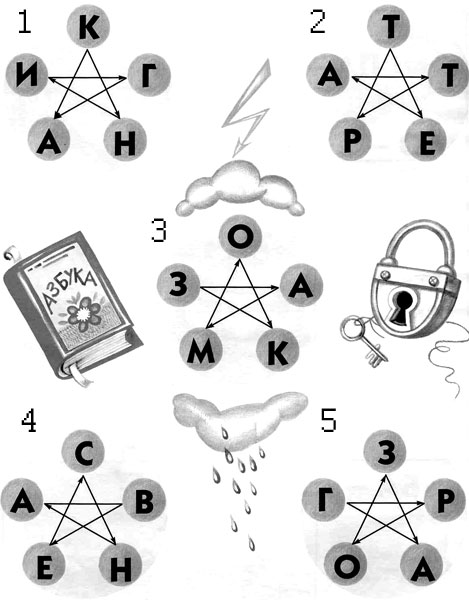 1 2
К Т
И Г А Т
А Н Р Е
3
О
З А
М К
АЗБУКА
4 5
С З
А В Г Р
Е Н О А